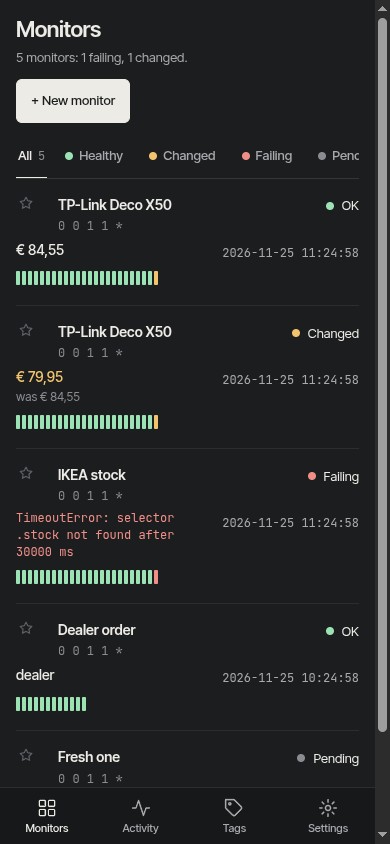 Monitors
5 monitors: 1 failing, 1 changed.
+ New monitor
All 5 Healthy Changed Failing Penc
TP-Link Deco X50 OK
0 0 1 1 *
€ 84,55 2026-11-25 11:24:58
TP-Link Deco X50 Changed
0 0 1 1 *
€ 79,95 2026-11-25 11:24:58
was € 84,55
IKEA stock Failing
0 0 1 1 *
TimeoutError: selector 2026-11-25 11:24:58
.stock not found after
30000 ms
Dealer order OK
0 0 1 1 *
dealer 2026-11-25 10:24:58
Fresh one Pending
0 0 1 1 *
Monitors Activity Tags Settings